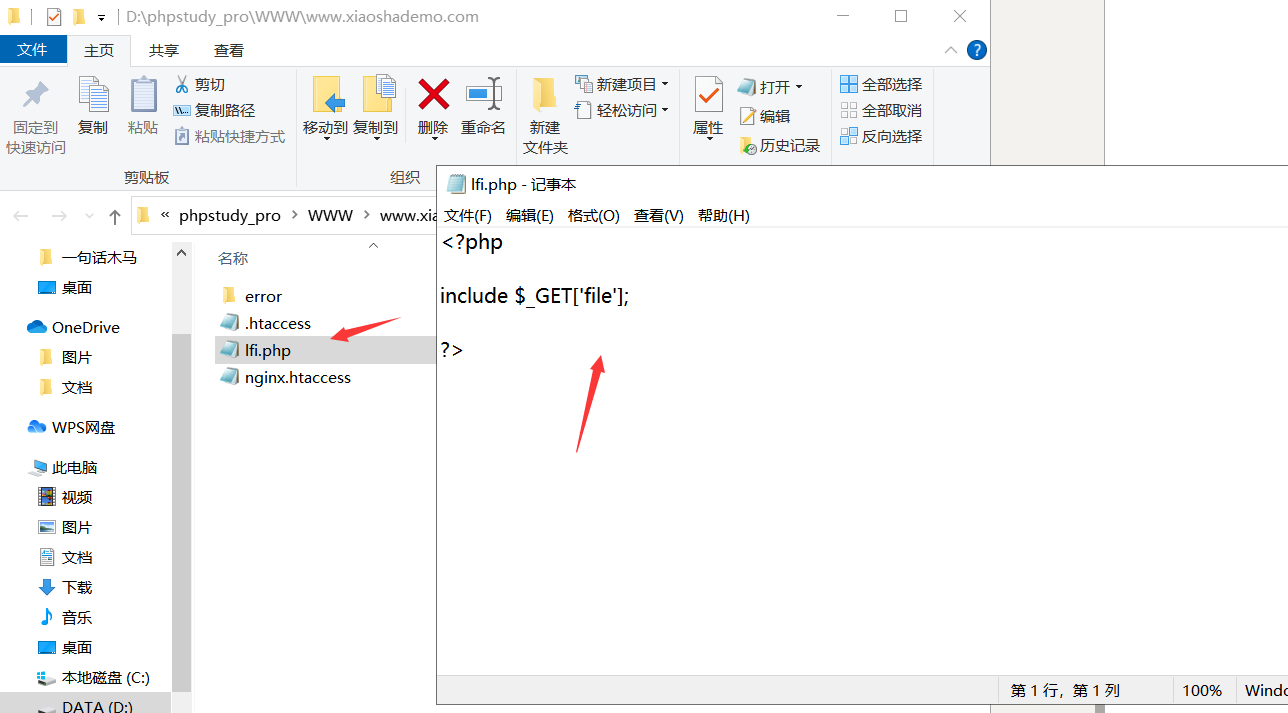 D:\phpstudy_pro\WWW\www.xiaoshademo.com
文件 主页 共享 查看
固定到
快速访问
复制
粘贴
剪切
复制路径
粘贴快捷方式
移动到 复制到
删除 重命名
新建
文件夹
新建项目
轻松访问
属性
打开
编辑
历史记录
全部选择
全部取消
反向选择
剪贴板 组织
« phpstudy_pro > WWW > www.xia
一句话木马
桌面
OneDrive
图片
文档
WPS网盘
此电脑
视频
图片
文档
下载
音乐
桌面
本地磁盘 (C:)
DATA (D:)
名称
error
.htaccess
lfi.php
nginx.htaccess
lfi.php - 记事本
文件(F) 编辑(E) 格式(O) 查看(V) 帮助(H)
<?php
include $_GET['file'];
?>
第 1 行，第 1 列 100% Windo